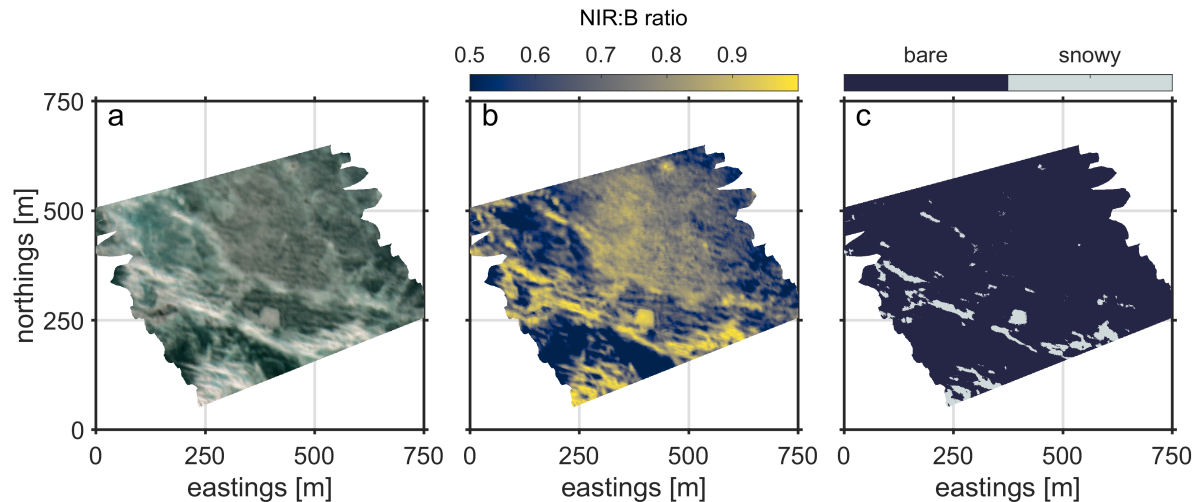 NIR:B ratio
0.5 0.6 0.7 0.8 0.9
bare snowy
a b c
750
500
250
0
northings [m]
0 250 500 750
0 250 500 750
0 250 500 750
eastings [m] eastings [m] eastings [m]